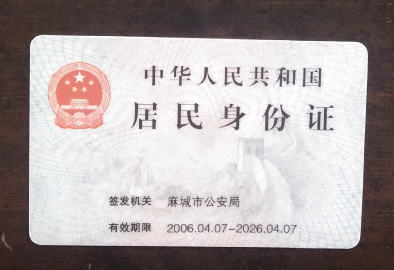 中华人民共和国
居民身份证
签发机关 麻城市公安局
有效期限 2006.04.07-2026.04.07